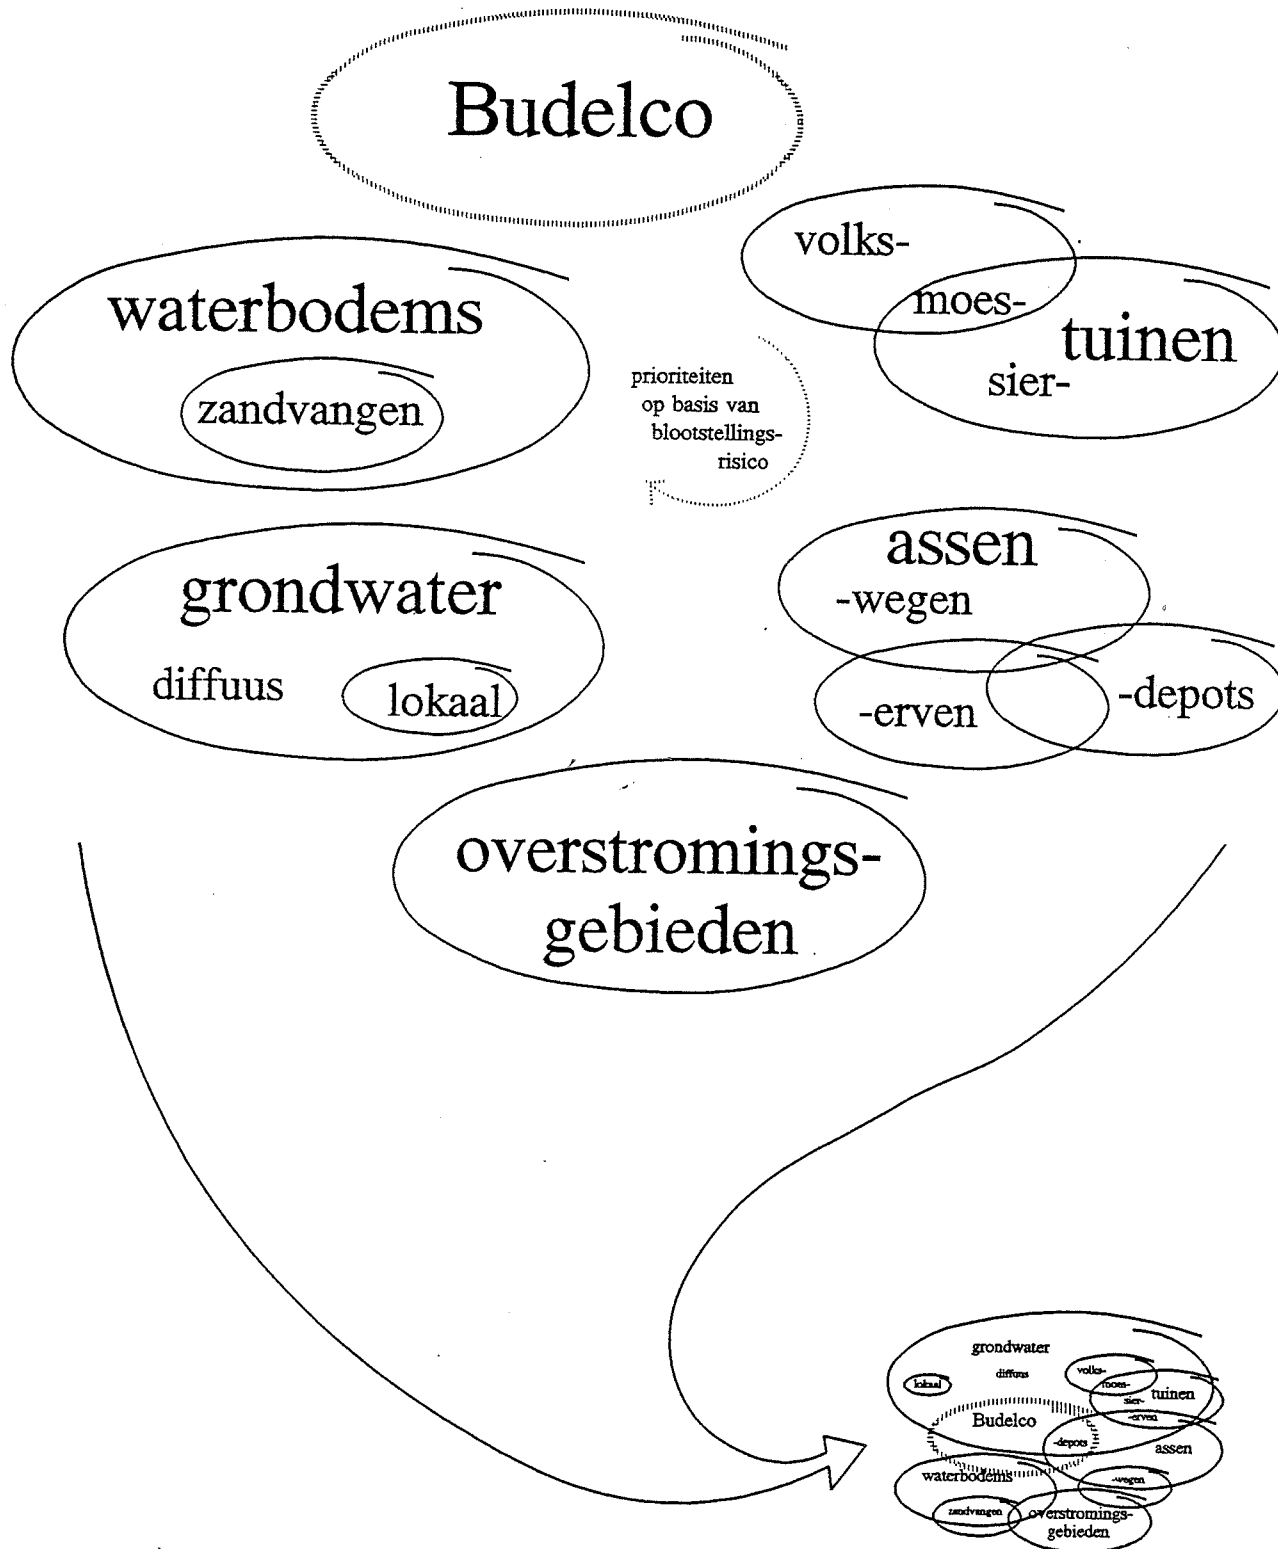 Budelco
volks-
moes-
tuinen
sier-
waterbodems
zandvangen
prioriteiten
op basis van
blootstellings-
risico
assen
-wegen
-erven
-depots
grondwater
diffuus
lokaal
overstromings-
gebieden
grondwater
lokaal
diffuus
volks-
moes-
tuinen
sier-
-erven
Budelco
-depots
assen
waterbodems
-wegen
zandvangen
overstromings-
gebieden